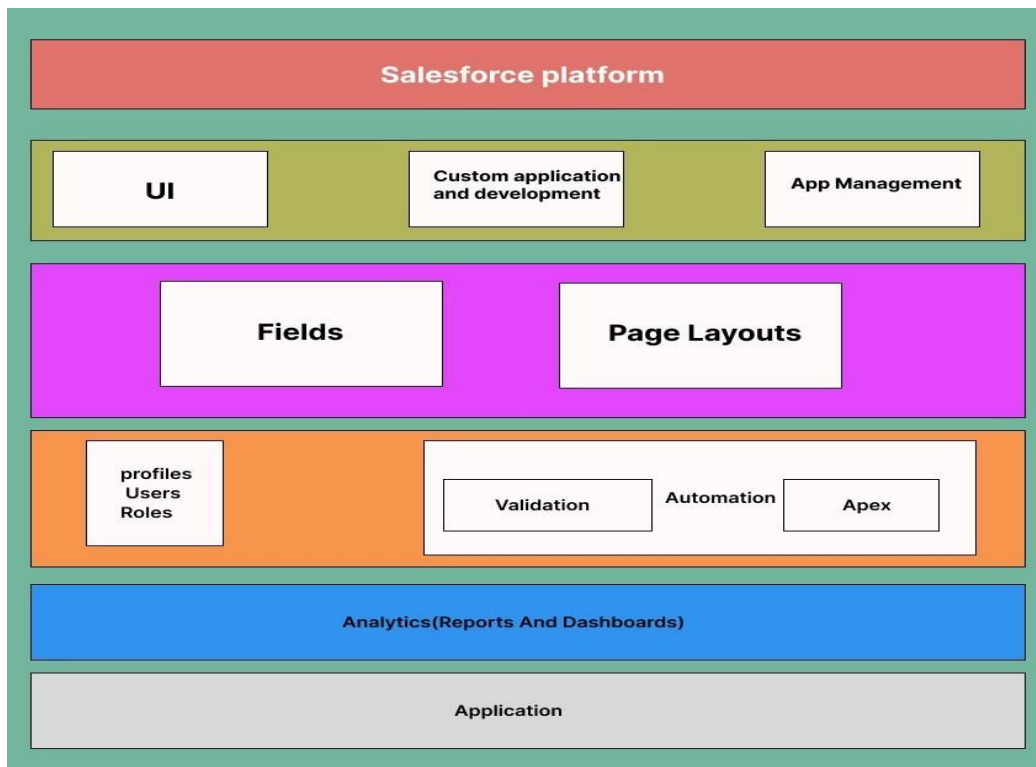 Salesforce platform
UI
Custom application
and development
App Management
Fields
Page Layouts
profiles
Users
Roles
Validation
Automation
Apex
Analytics(Reports And Dashboards)
Application